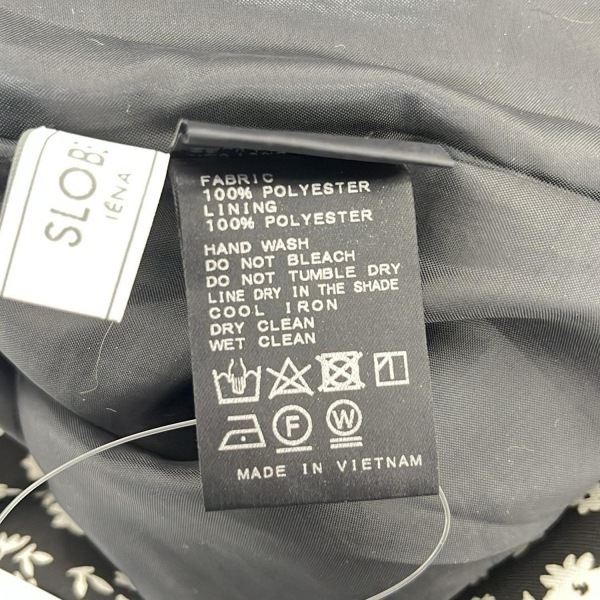 SLOB
IÉNA
FABRIC
100% POLYESTER
LINING
100% POLYESTER
HAND WASH
DO NOT BLEACH
DO NOT TUMBLE DRY
LINE DRY IN THE SHADE
COOL IRON
DRY CLEAN
WET CLEAN
F W
MADE IN VIETNAM